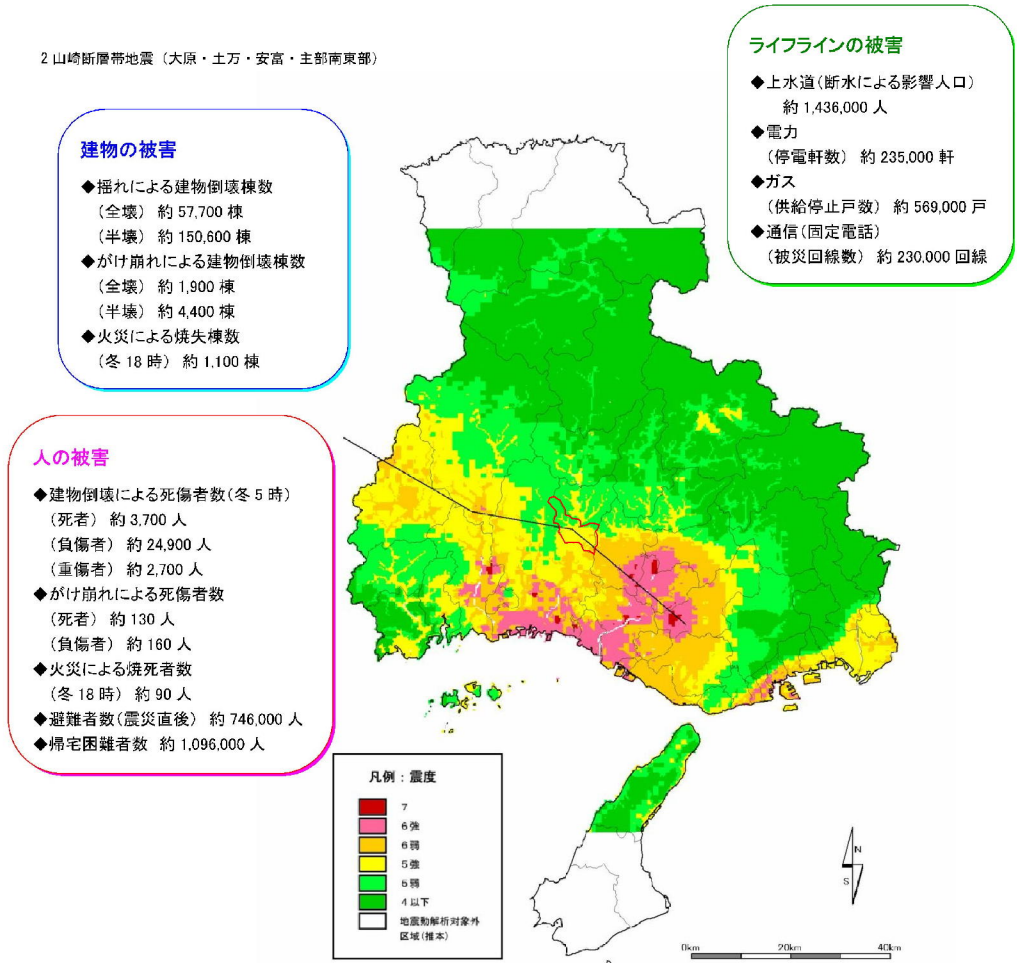 2 山崎断層帯地震（大原・土万・安富・主部南東部）
建物の被害
◆揺れによる建物倒壊棟数
（全壊） 約 57,700 棟
（半壊） 約 150,600 棟
◆がけ崩れによる建物倒壊棟数
（全壊） 約 1,900 棟
（半壊） 約 4,400 棟
◆火災による焼失棟数
（冬 18 時） 約 1,100 棟
ライフラインの被害
◆上水道（断水による影響人口）
約 1,436,000 人
◆電力
（停電軒数） 約 235,000 軒
◆ガス
（供給停止戸数） 約 569,000 戸
◆通信（固定電話）
（被災回線数） 約 230,000 回線
人の被害
◆建物倒壊による死傷者数（冬 5 時）
（死者） 約 3,700 人
（負傷者） 約 24,900 人
（重傷者） 約 2,700 人
◆がけ崩れによる死傷者数
（死者） 約 130 人
（負傷者） 約 160 人
◆火災による焼死者数
（冬 18 時） 約 90 人
◆避難者数（震災直後） 約 746,000 人
◆帰宅困難者数 約 1,096,000 人
凡例：震度
7
6強
6弱
5強
5弱
4以下
地震動解析対象外
区域（推本）
N
S
0km 20km 40km